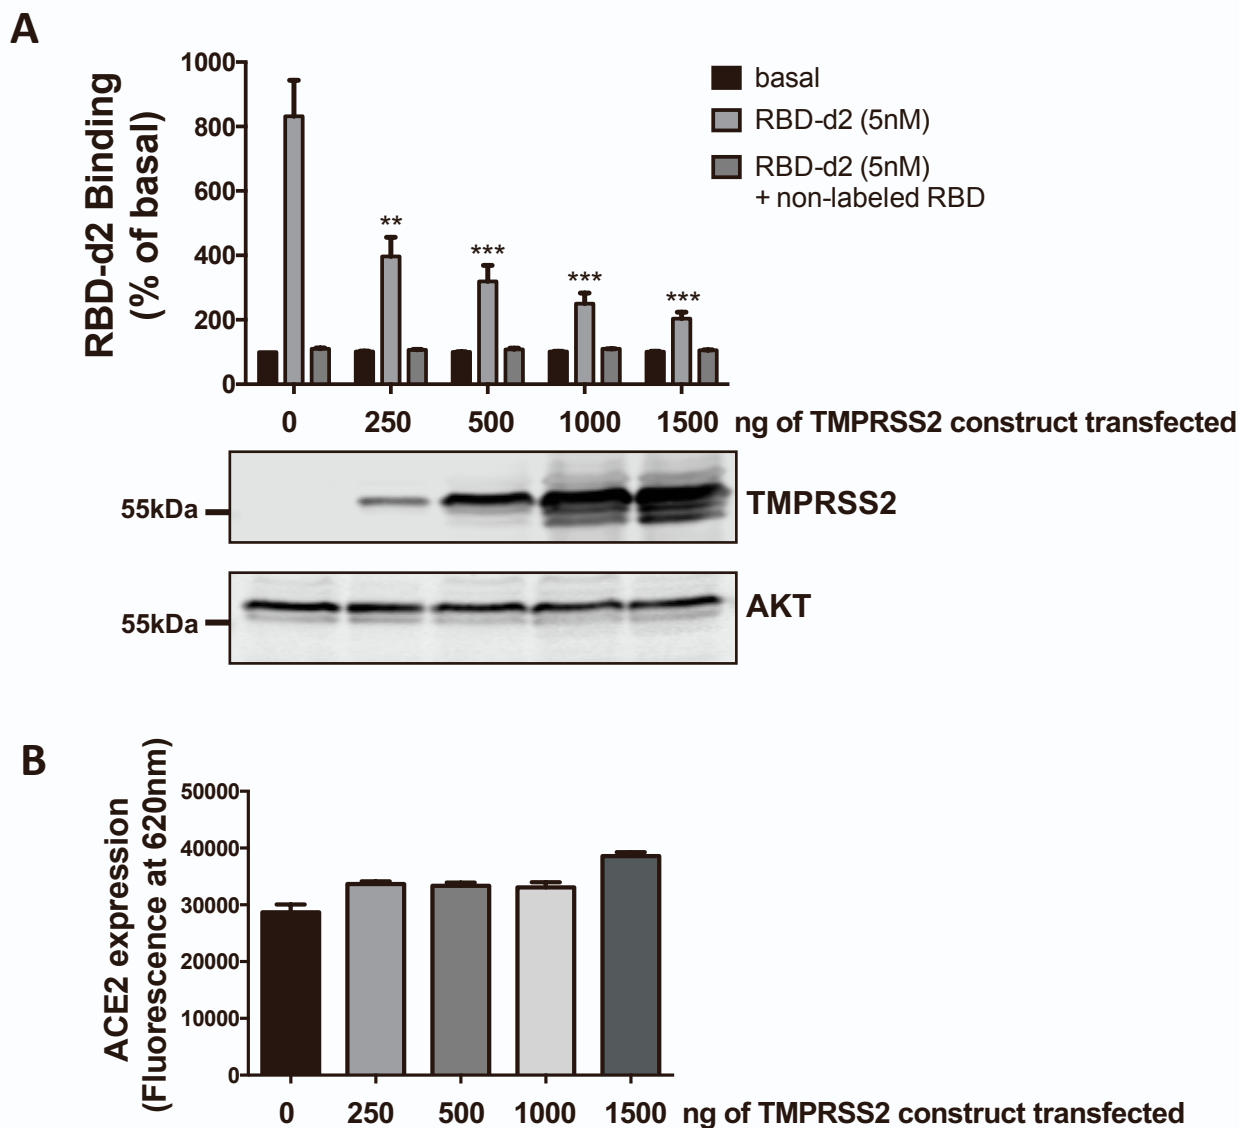 A
RBD-d2 Binding
(% of basal)
1000
800
600
400
200
0
**
***
***
***
basal
RBD-d2 (5nM)
RBD-d2 (5nM)
+ non-labeled RBD
0 250 500 1000 1500 ng of TMPRSS2 construct transfected
55kDa
TMPRSS2
55kDa
AKT
B
ACE2 expression
(Fluorescence at 620nm)
50000
40000
30000
20000
10000
0
0 250 500 1000 1500 ng of TMPRSS2 construct transfected